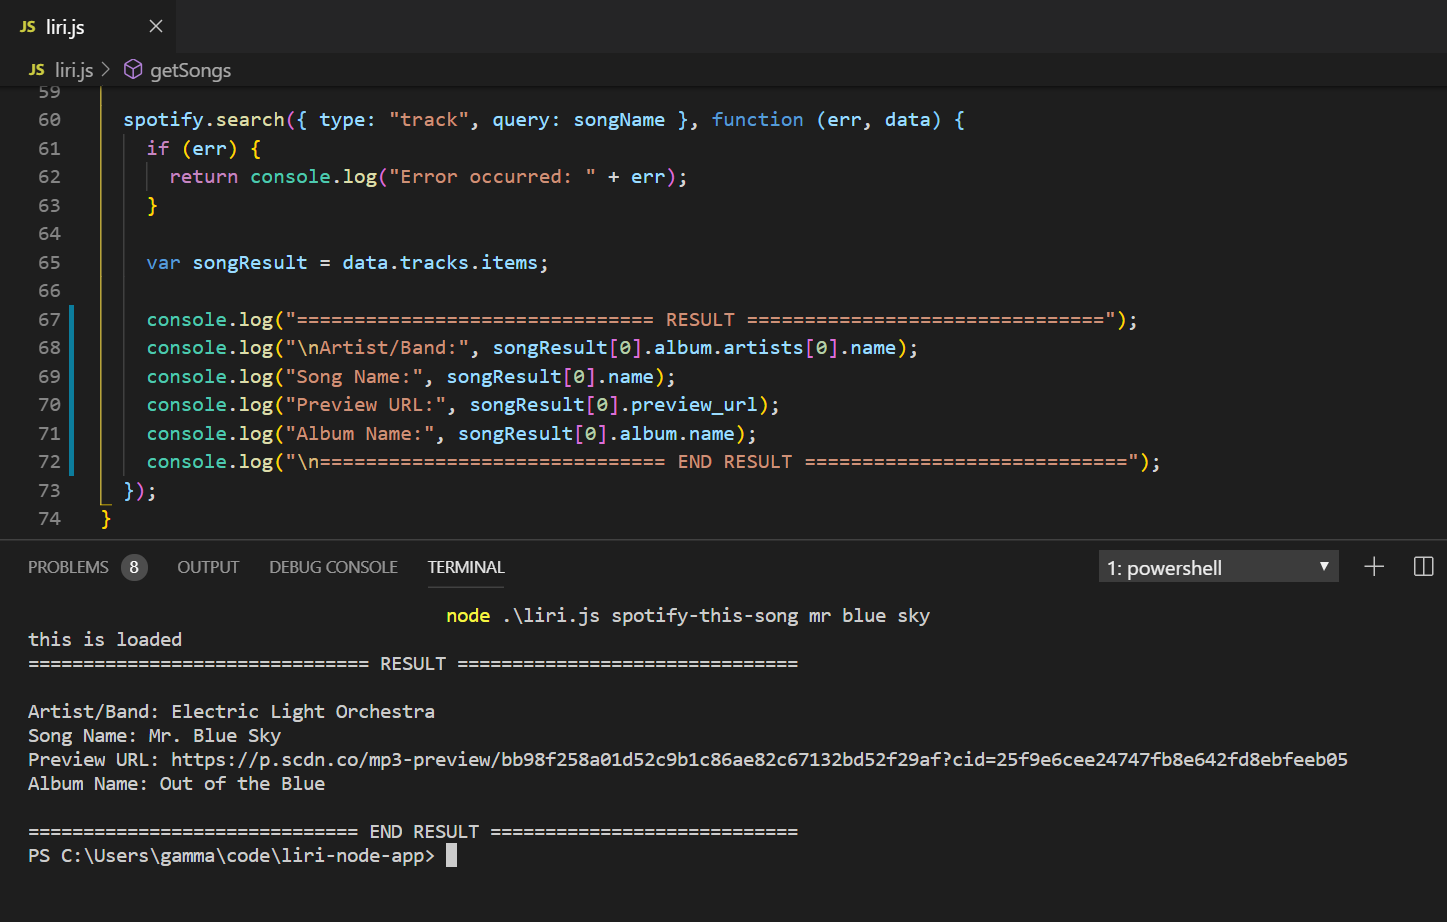 JS liri.js ×
JS liri.js > getSongs
59
60 spotify.search({ type: "track", query: songName }, function (err, data) {
61 if (err) {
62 return console.log("Error occurred: " + err);
63 }
64
65 var songResult = data.tracks.items;
66
67 console.log("=============================== RESULT ===============================");
68 console.log("\nArtist/Band:", songResult[0].album.artists[0].name);
69 console.log("Song Name:", songResult[0].name);
70 console.log("Preview URL:", songResult[0].preview_url);
71 console.log("Album Name:", songResult[0].album.name);
72 console.log("\n============================== END RESULT ============================");
73 });
74 }
PROBLEMS 8 OUTPUT DEBUG CONSOLE TERMINAL 1: powershell
node .\liri.js spotify-this-song mr blue sky
this is loaded
=============================== RESULT ===============================
Artist/Band: Electric Light Orchestra
Song Name: Mr. Blue Sky
Preview URL: https://p.scdn.co/mp3-preview/bb98f258a01d52c9b1c86ae82c67132bd52f29af?cid=25f9e6cee24747fb8e642fd8ebfeeb05
Album Name: Out of the Blue
============================== END RESULT ============================
PS C:\Users\gamma\code\liri-node-app>